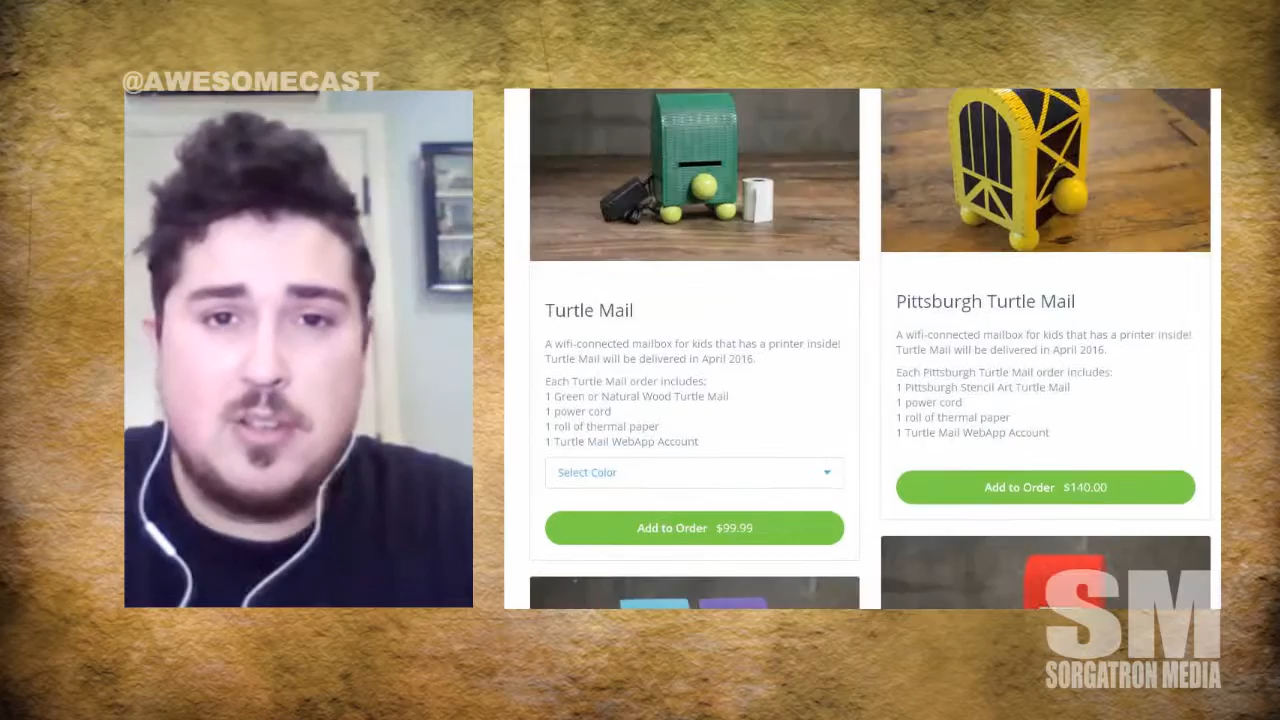 @AWESOMECAST
Turtle Mail
A wifi-connected mailbox for kids that has a printer inside!
Turtle Mail will be delivered in April 2016.
Each Turtle Mail order includes:
1 Green or Natural Wood Turtle Mail
1 power cord
1 roll of thermal paper
1 Turtle Mail WebApp Account
Select Color
Add to Order $99.99
Pittsburgh Turtle Mail
A wifi-connected mailbox for kids that has a printer inside!
Turtle Mail will be delivered in April 2016.
Each Pittsburgh Turtle Mail order includes:
1 Pittsburgh Stencil Art Turtle Mail
1 power cord
1 roll of thermal paper
1 Turtle Mail WebApp Account
Add to Order $140.00
SM
SORGATRON MEDIA